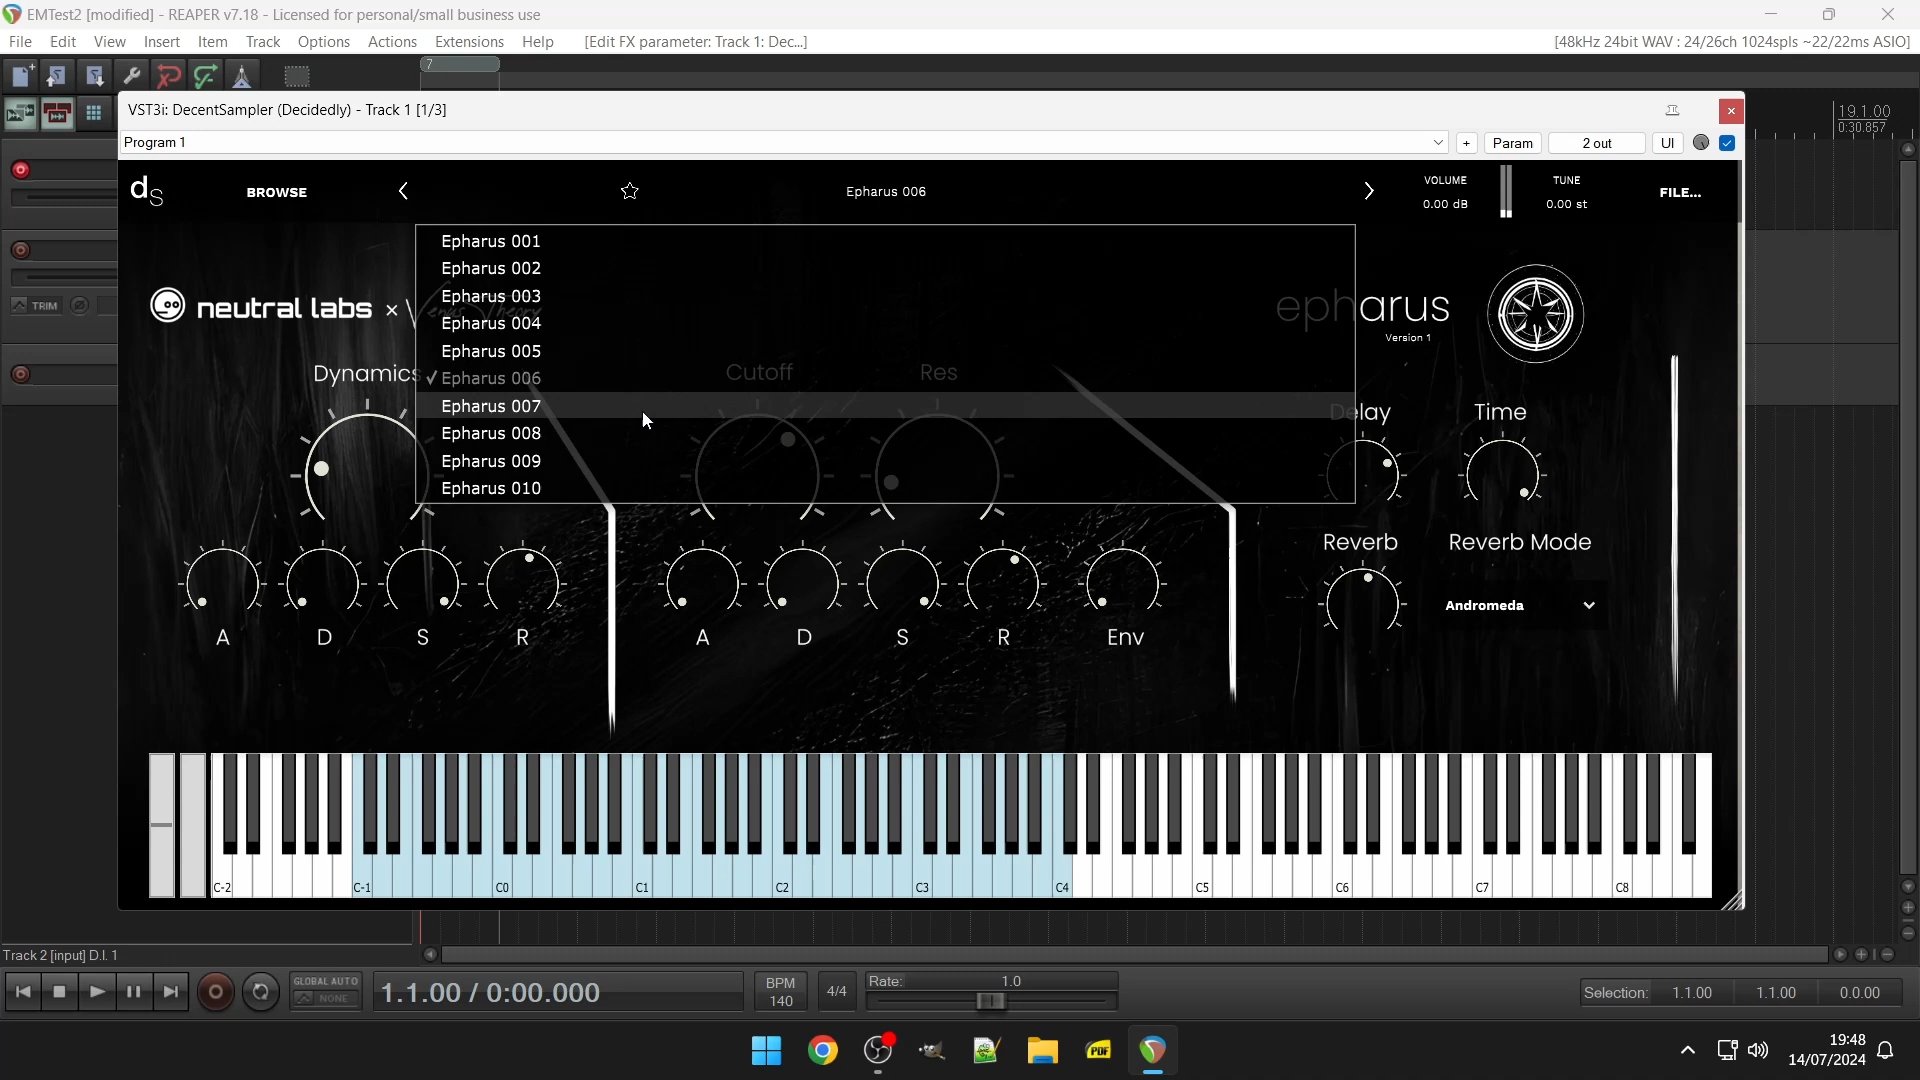 EMTest2 [modified] - REAPER v7.18 - Licensed for personal/small business use
File Edit View Insert Item Track Options Actions Extensions Help [Edit FX parameter: Track 1: Dec...] [48kHz 24bit WAV : 24/26ch 1024spls ~22/22ms ASIO]
7
VST3i: DecentSampler (Decidedly) - Track 1 [1/3]
19.1.00
0:30.857
Program 1 + Param 2 out UI
ds BROWSE Epharus 006 VOLUME 0.00 dB TUNE 0.00 st FILE...
Epharus 001
Epharus 002
Epharus 003
Epharus 004
Epharus 005
✓ Epharus 006
Epharus 007
Epharus 008
Epharus 009
Epharus 010
neutral labs × Venus Theory
epharus
Version 1
TRIM
Dynamics Cutoff Res
Delay Time
Reverb Reverb Mode
Andromeda
A D S R A D S R Env
C-2 C-1 C0 C1 C2 C3 C4 C5 C6 C7 C8
Track 2 [input] D.I. 1
GLOBAL AUTO
NONE
1.1.00 / 0:00.000
BPM
140
4/4
Rate: 1.0
Selection: 1.1.00 1.1.00 0.0.00
PDF
19:48
14/07/2024